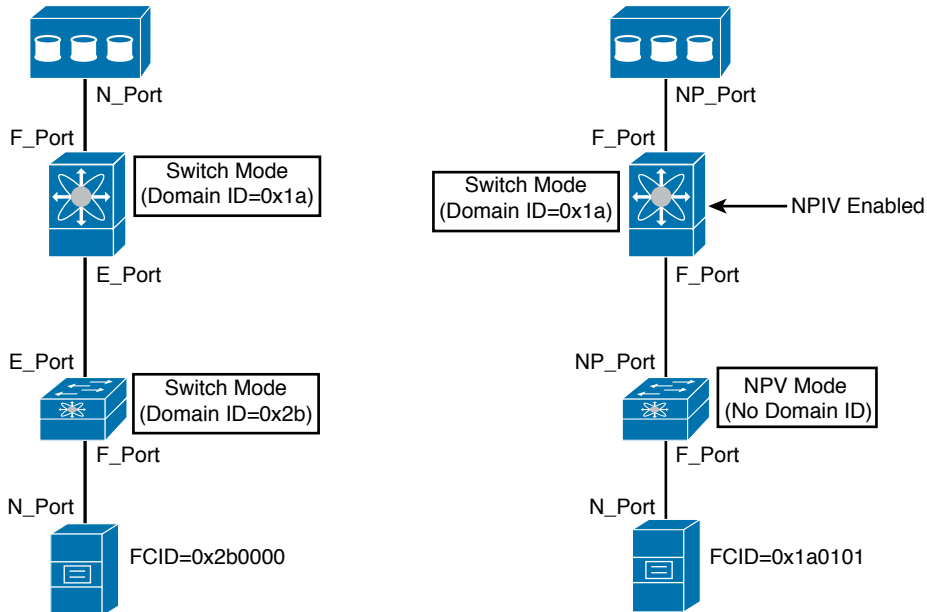 N_Port
F_Port
Switch Mode
(Domain ID=0x1a)
E_Port
E_Port
Switch Mode
(Domain ID=0x2b)
F_Port
N_Port
FCID=0x2b0000
NP_Port
F_Port
Switch Mode
(Domain ID=0x1a)
NPIV Enabled
F_Port
NP_Port
NPV Mode
(No Domain ID)
F_Port
N_Port
FCID=0x1a0101